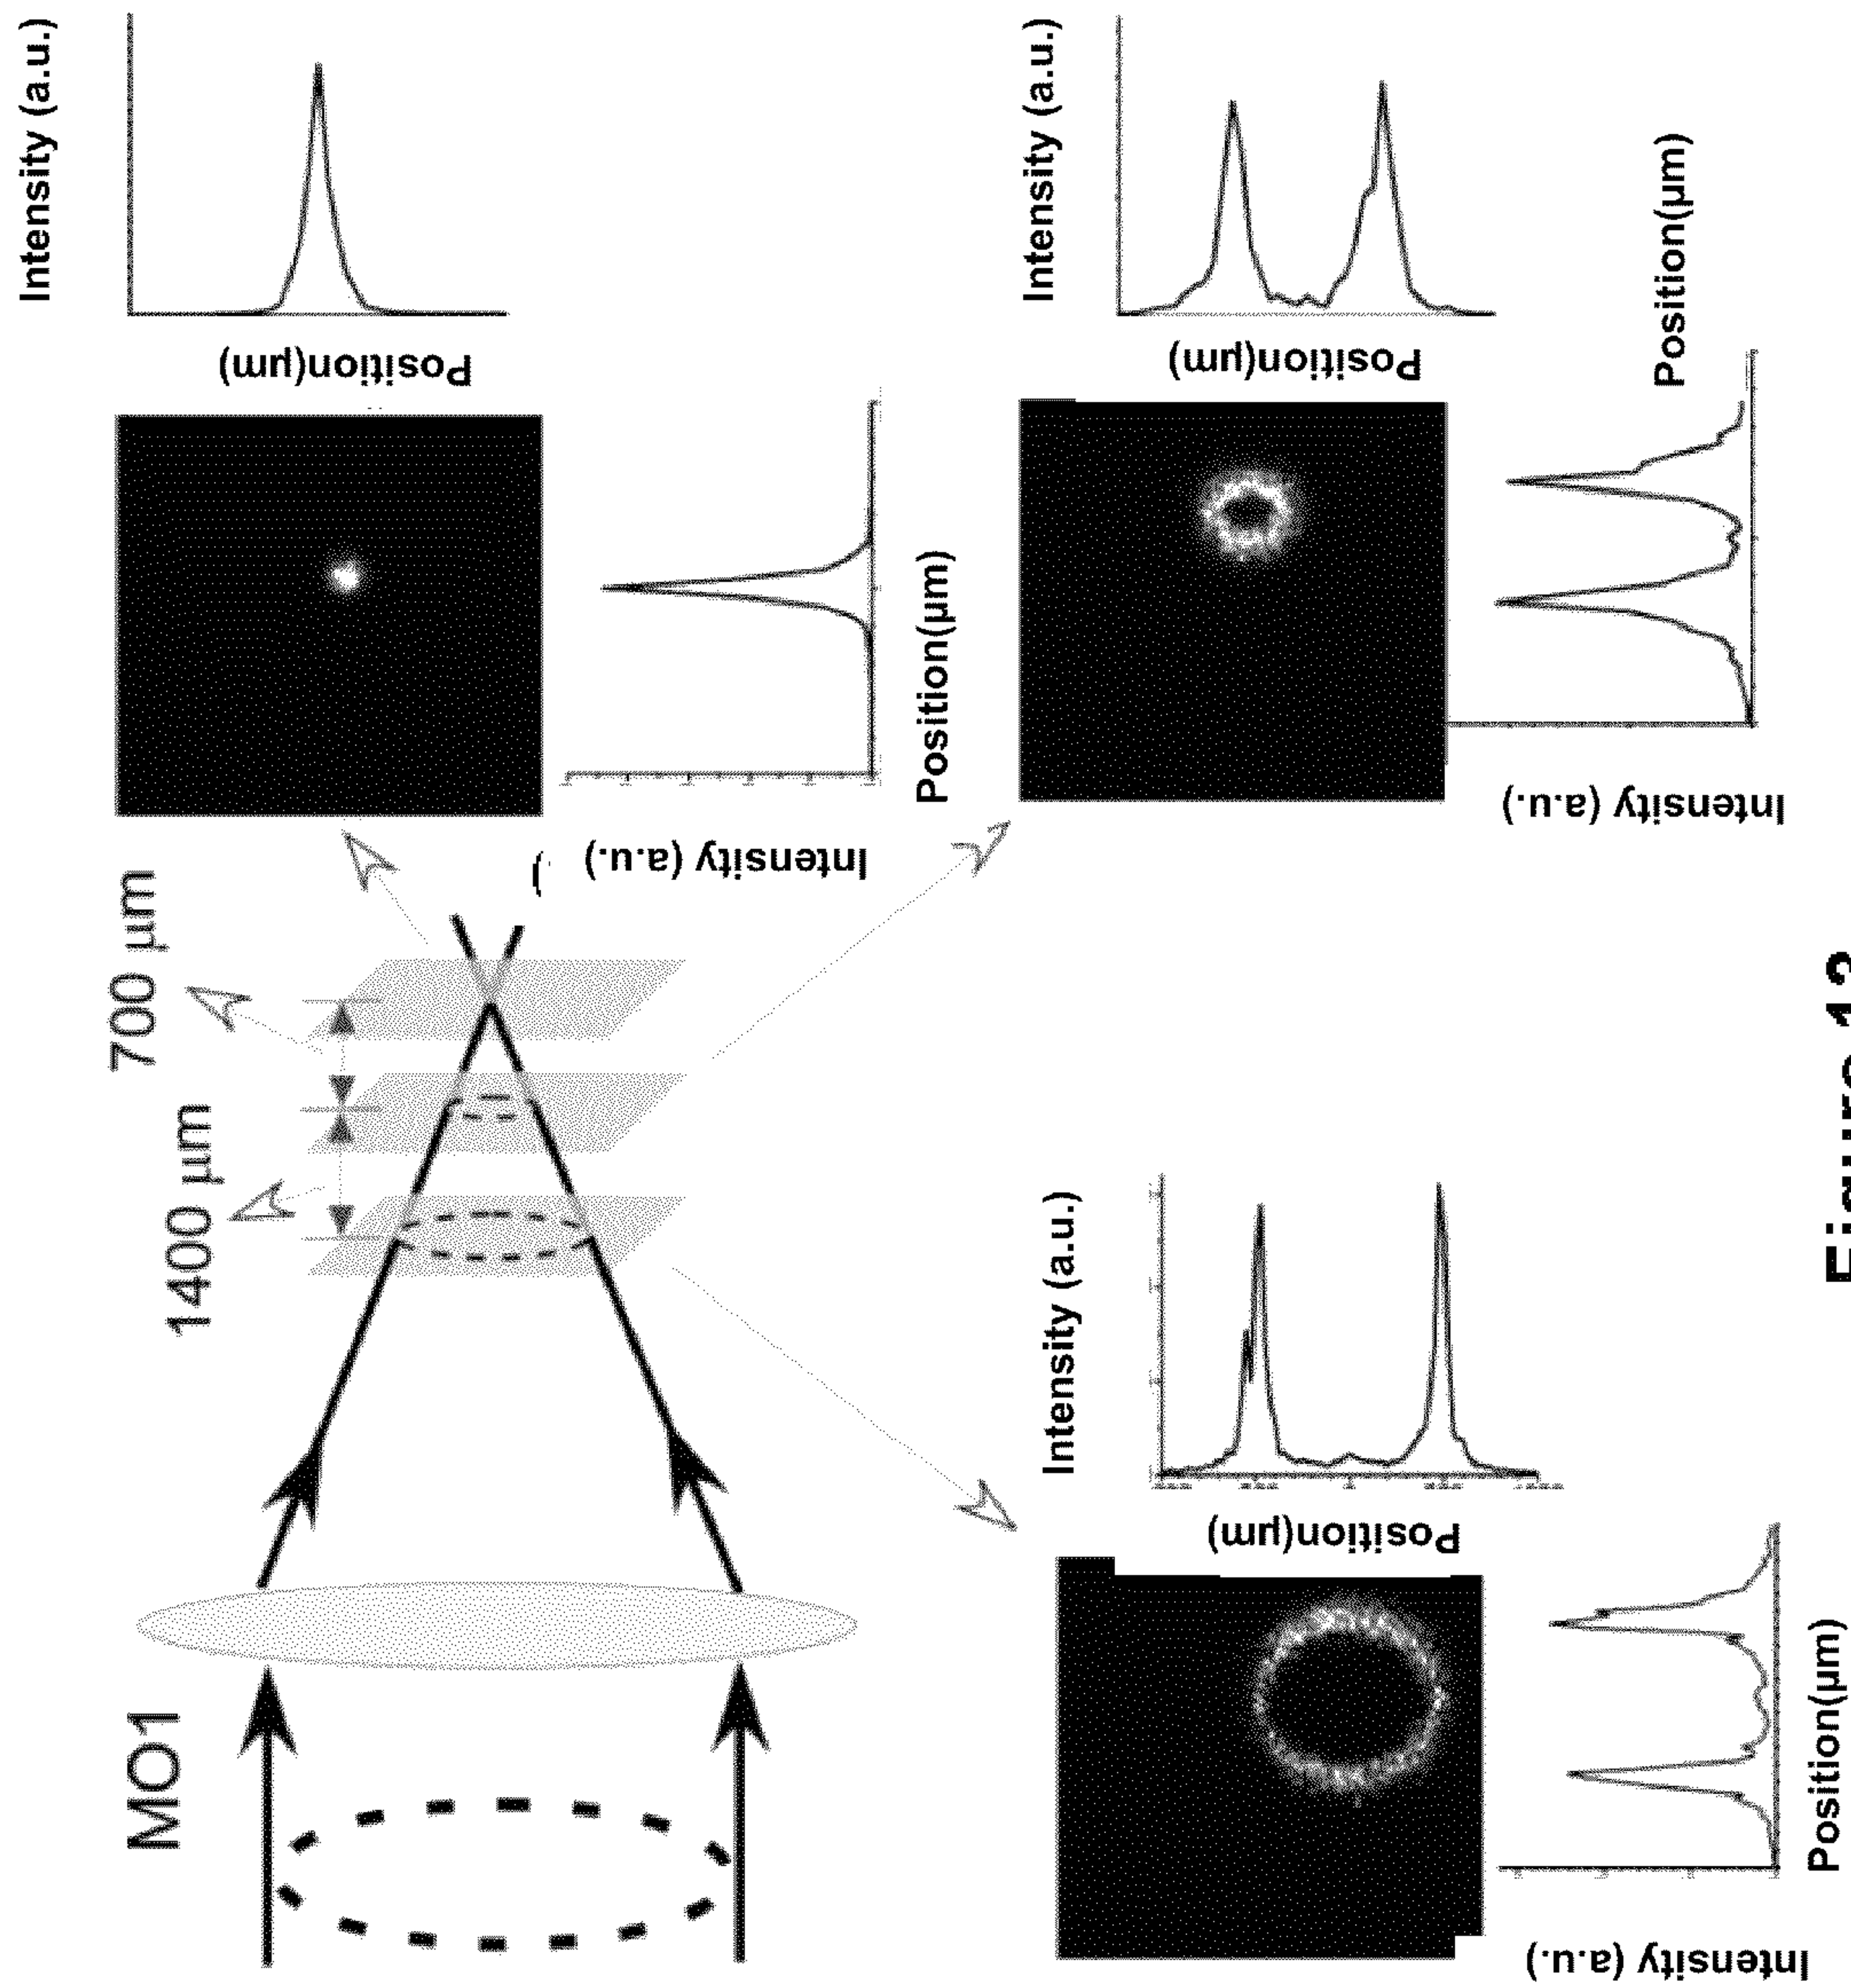 MO1
1400 µm
700 µm
Intensity (a.u.)
Position(µm)
)
Intensity (a.u.)
Position(µm)
Intensity (a.u.)
Position(µm)
Intensity (a.u.)
Position(µm)
Intensity (a.u.)
Position(µm)
Intensity (a.u.)
Position(µm)